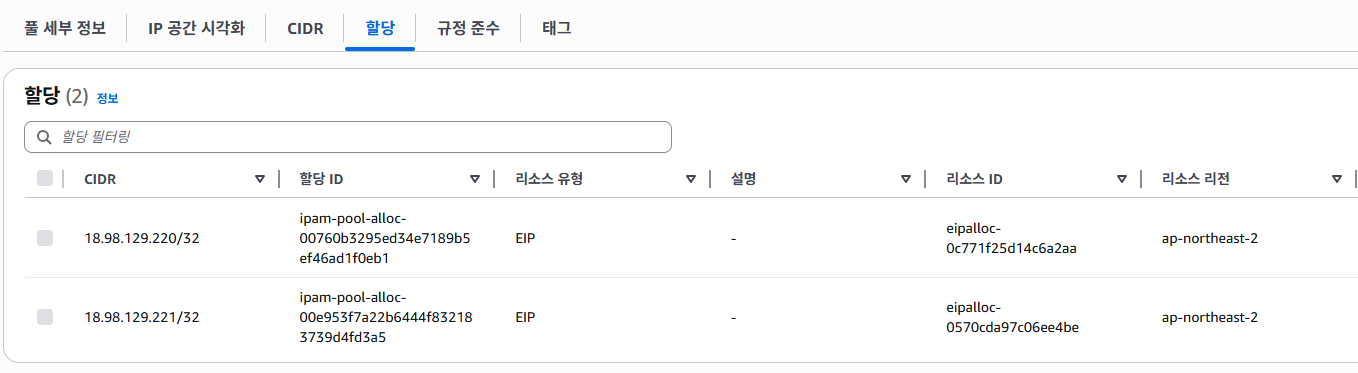 풀 세부 정보 IP 공간 시각화 CIDR 할당 규정 준수 태그
할당 (2) 정보
할당 필터링
CIDR 할당 ID 리소스 유형 설명 리소스 ID 리소스 리전
18.98.129.220/32 ipam-pool-alloc-00760b3295ed34e7189b5ef46ad1f0eb1 EIP - eipalloc-0c771f25d14c6a2aa ap-northeast-2
18.98.129.221/32 ipam-pool-alloc-00e953f7a22b6444f832183739d4fd3a5 EIP - eipalloc-0570cda97c06ee4be ap-northeast-2